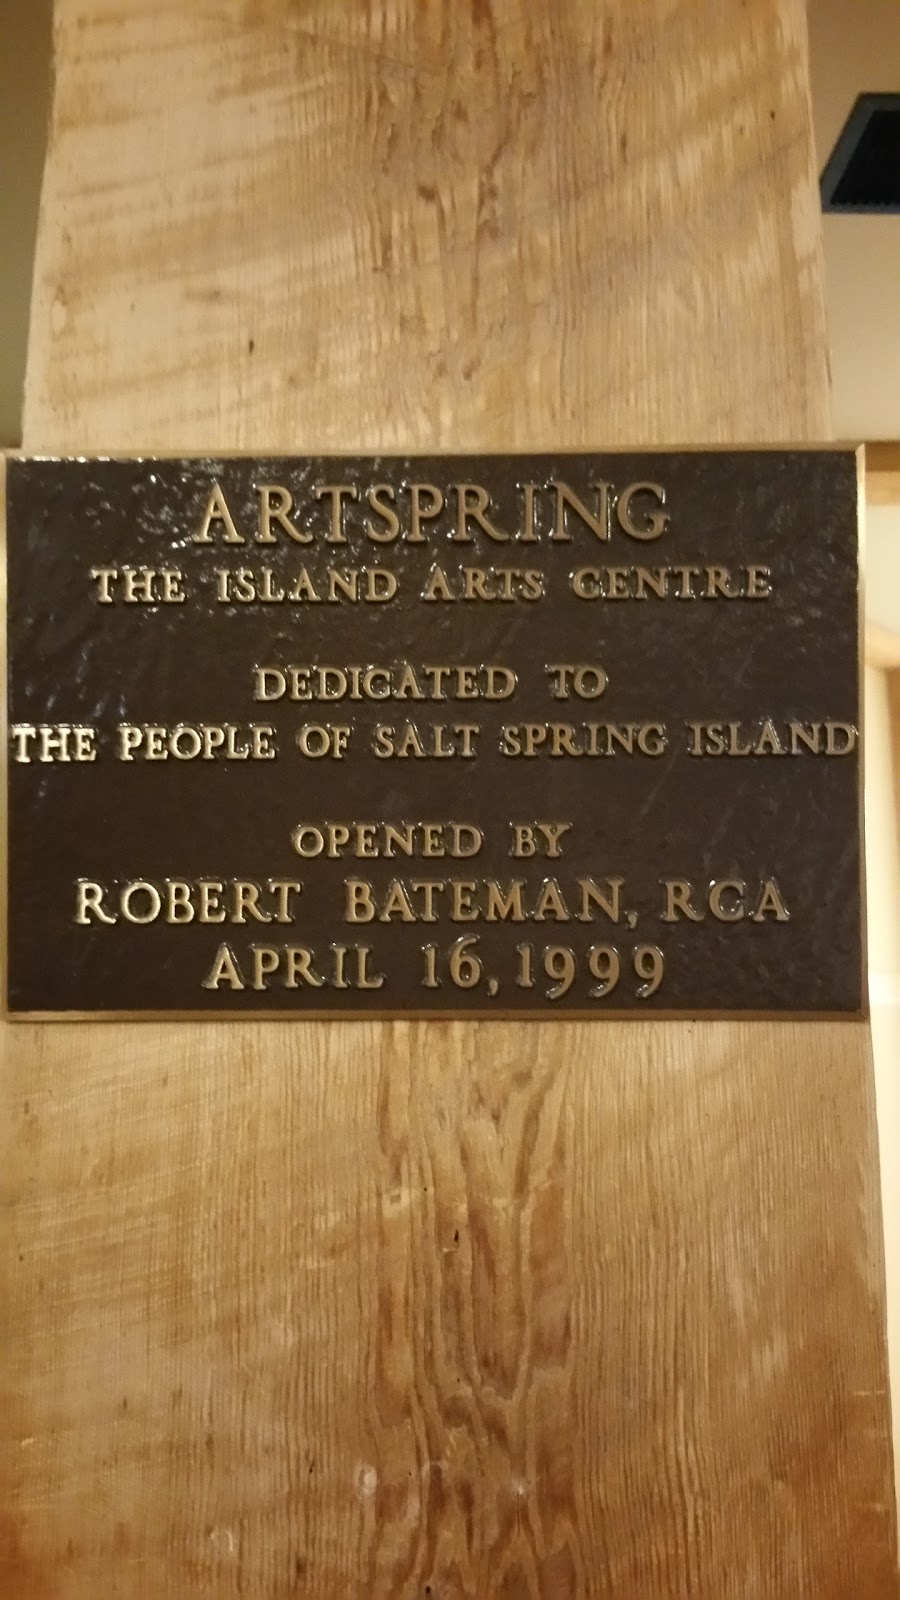 ARTSPRING
THE ISLAND ARTS CENTRE
DEDICATED TO
THE PEOPLE OF SALT SPRING ISLAND
OPENED BY
ROBERT BATEMAN, RCA
APRIL 16, 1999